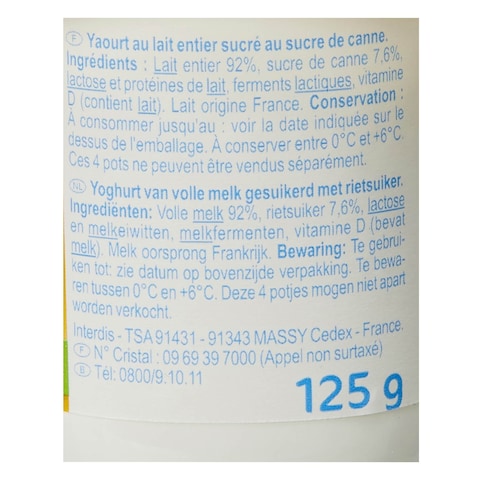 F Yaourt au lait entier sucré au sucre de canne.
Ingrédients : Lait entier 92%, sucre de canne 7,6%,
lactose et protéines de lait, ferments lactiques, vitamine
D (contient lait). Lait origine France. Conservation :
À consommer jusqu'au : voir la date indiquée sur le
dessus de l'emballage. À conserver entre 0°C et +6°C.
Ces 4 pots ne peuvent être vendus séparément.
NL Yoghurt van volle melk gesuikerd met rietsuiker.
Ingrediënten: Volle melk 92%, rietsuiker 7,6%, lactose
en melkeiwitten, melkfermenten, vitamine D (bevat
melk). Melk oorsprong Frankrijk. Bewaring: Te gebrui-
ken tot: zie datum op bovenzijde verpakking. Te bewa-
ren tussen 0°C en +6°C. Deze 4 potjes mogen niet apart
worden verkocht.
Interdis - TSA 91431 - 91343 MASSY Cedex - France.
F N° Cristal : 09 69 39 7000 (Appel non surtaxé)
B Tél: 0800/9.10.11
125 g